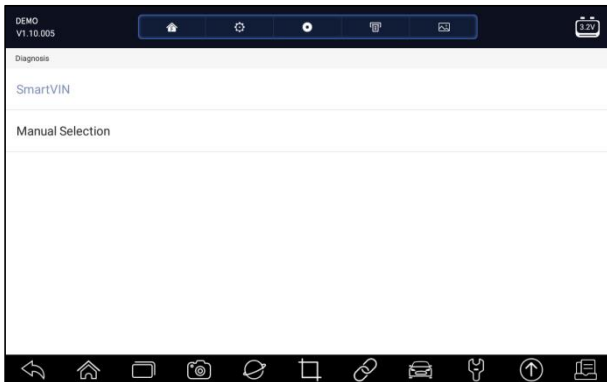 DEMO
V1.10.005
3.2V
Diagnosis
SmartVIN
Manual Selection